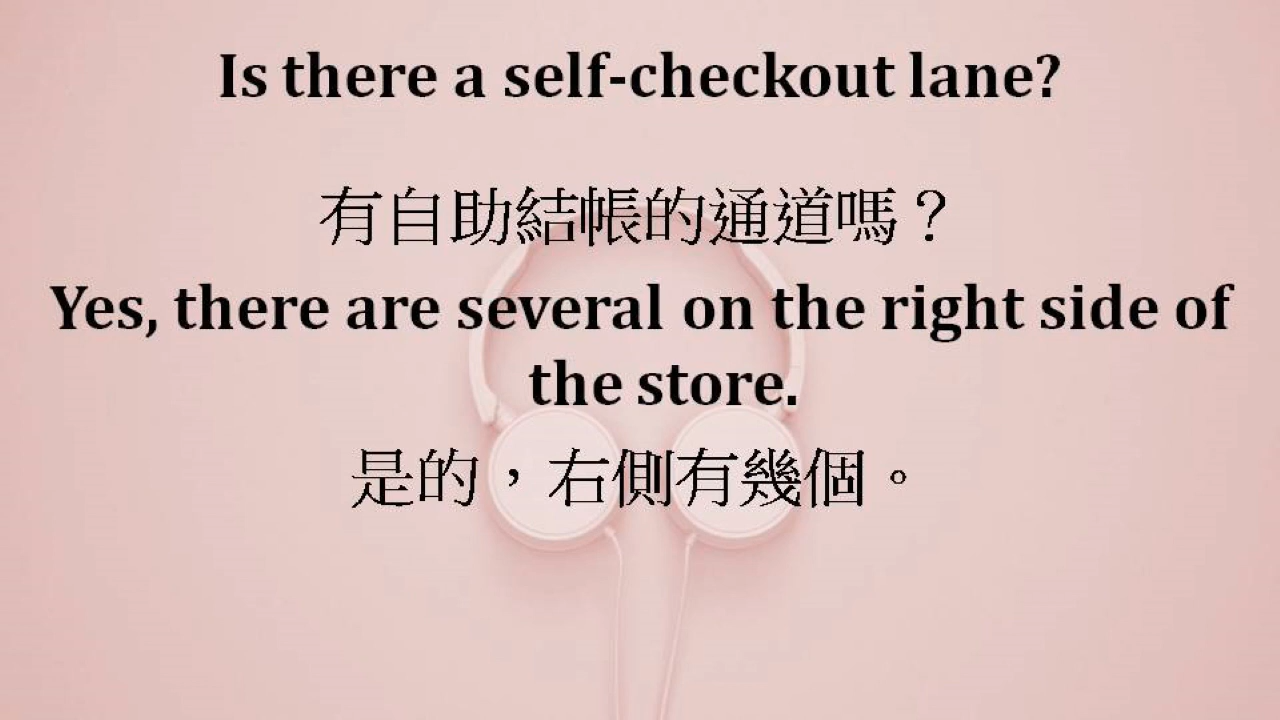 Is there a self-checkout lane?
有自助結帳的通道嗎？
Yes, there are several on the right side of
the store.
是的，右側有幾個。